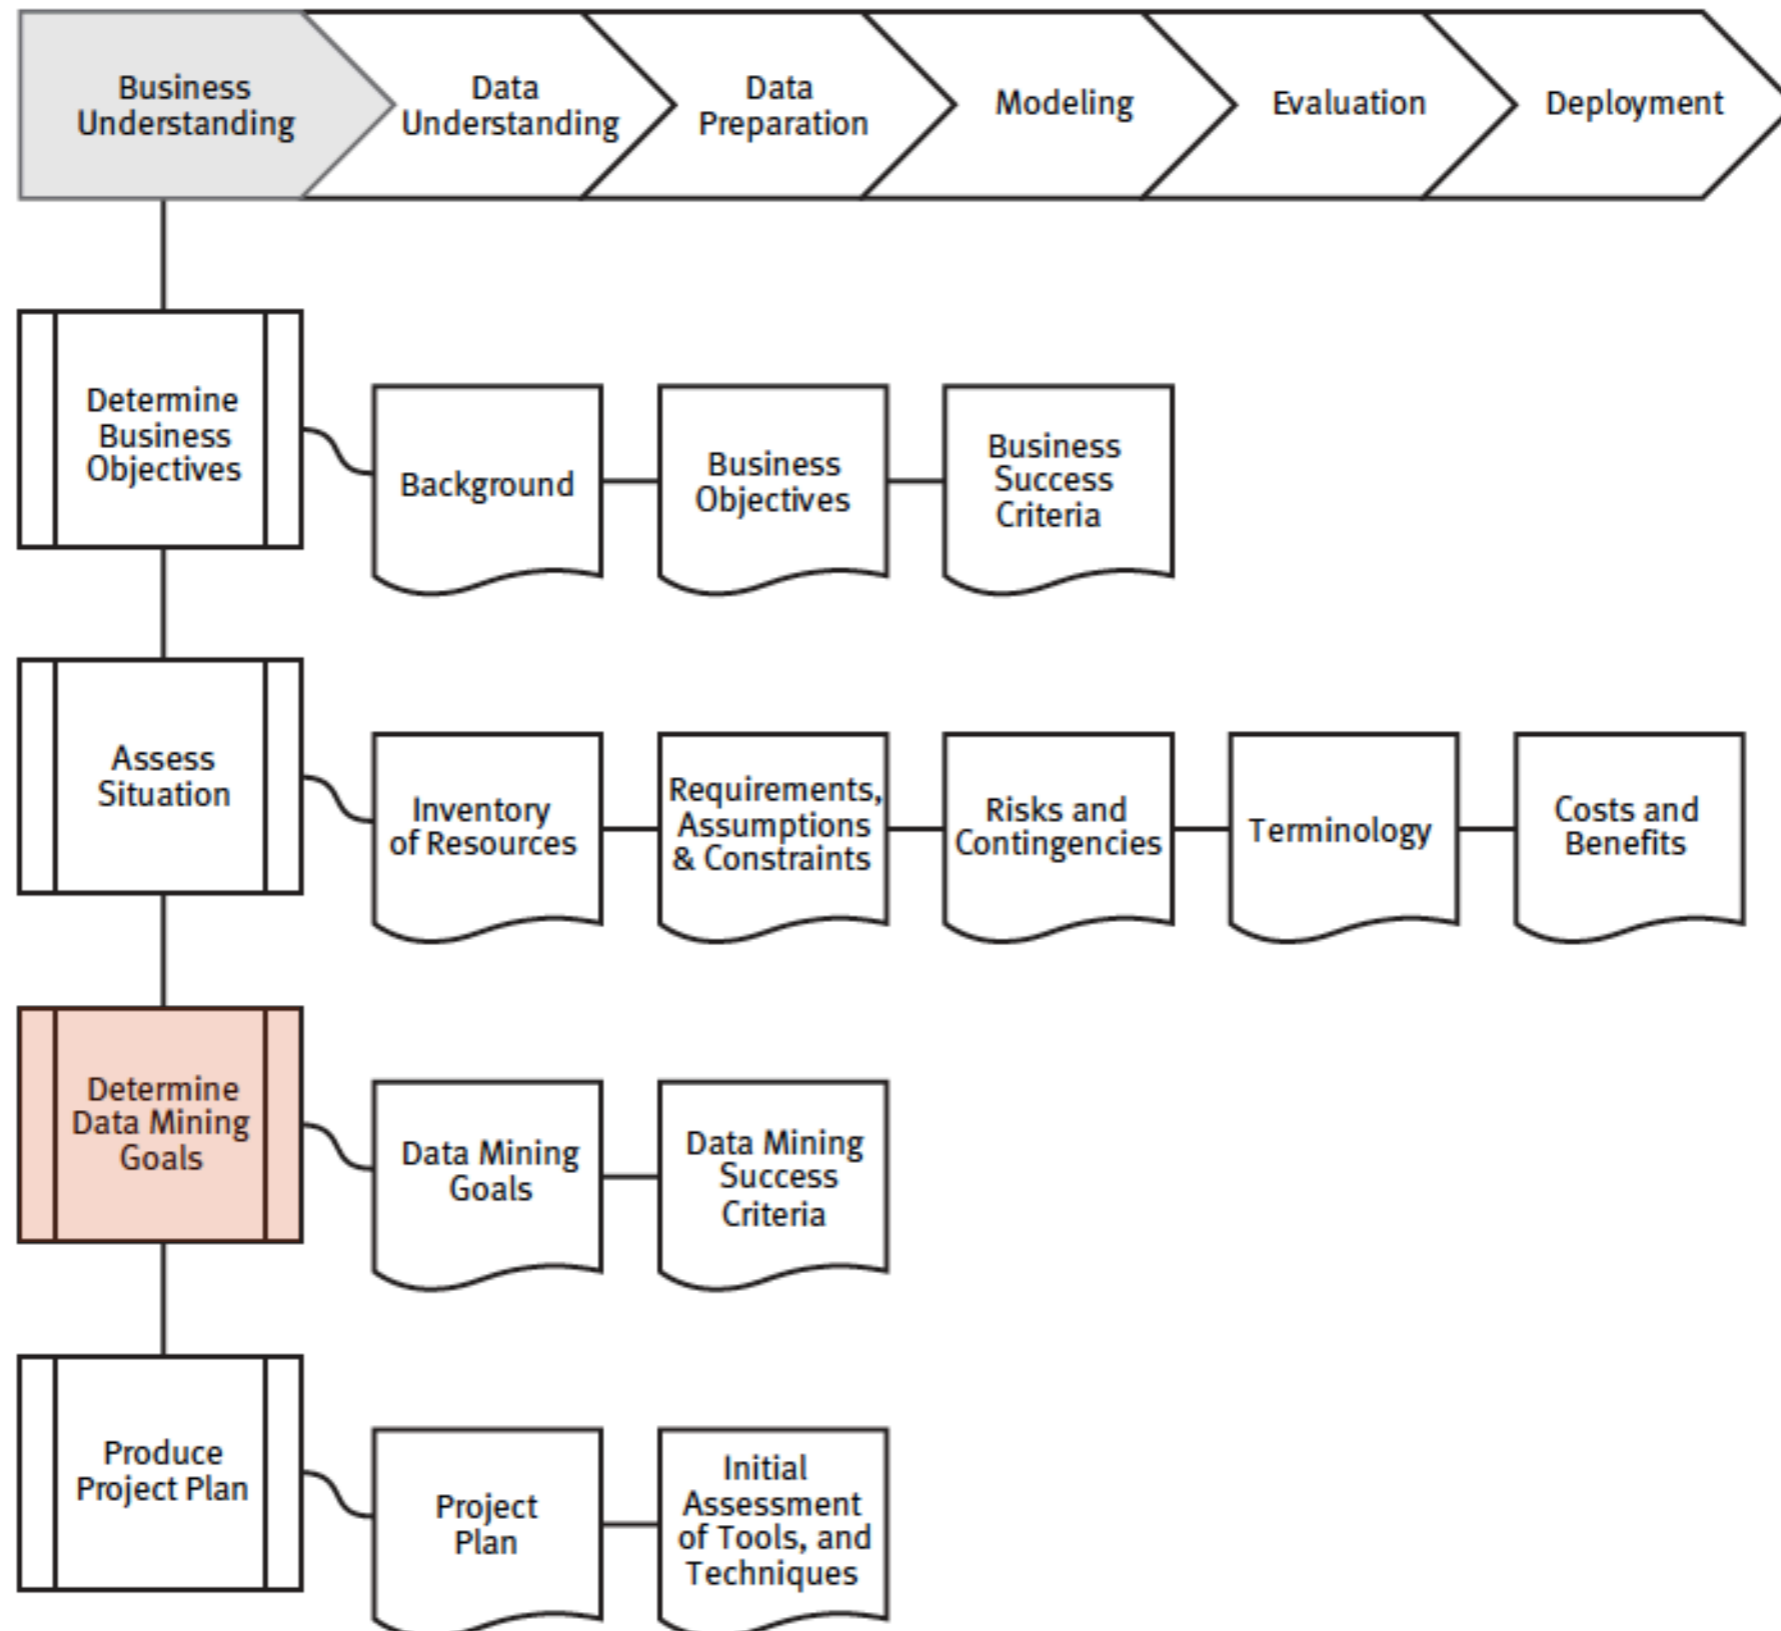 Business
Understanding
Data
Understanding
Data
Preparation
Modeling
Evaluation
Deployment
Determine
Business
Objectives
Background
Business
Objectives
Business
Success
Criteria
Assess
Situation
Inventory
of Resources
Requirements,
Assumptions
& Constraints
Risks and
Contingencies
Terminology
Costs and
Benefits
Determine
Data Mining
Goals
Data Mining
Goals
Data Mining
Success
Criteria
Produce
Project Plan
Project
Plan
Initial
Assessment
of Tools, and
Techniques